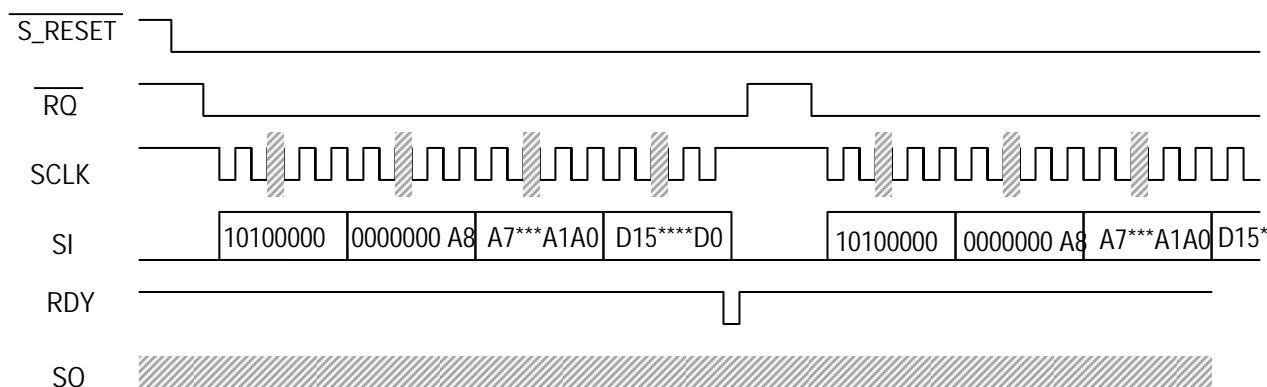 S_RESET
RQ
SCLK
SI 10100000 0000000 A8 A7***A1A0 D15****D0 10100000 0000000 A8 A7***A1A0 D15*
RDY
SO